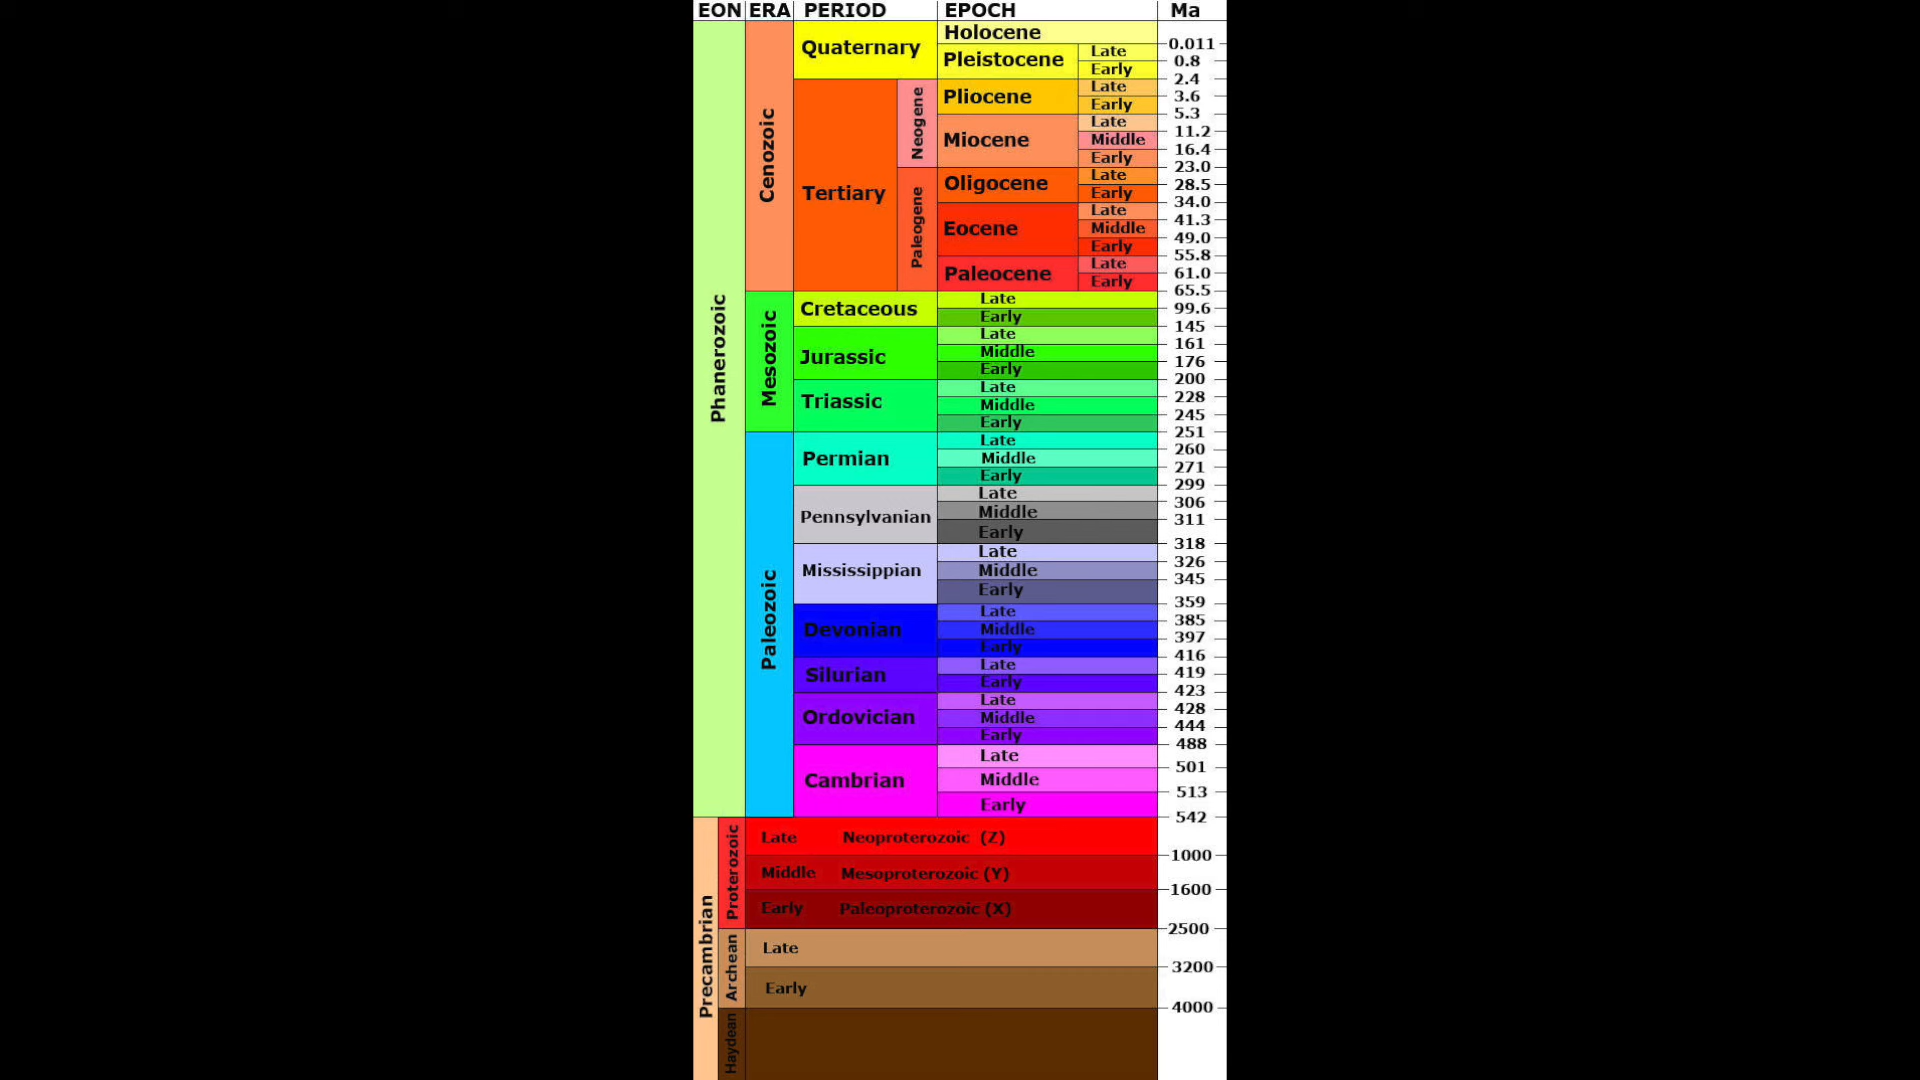 EON ERA PERIOD EPOCH Ma
Phanerozoic
Cenozoic
Quaternary
Holocene
0.011
Pleistocene
Late
0.8
Early
2.4
Tertiary
Neogene
Pliocene
Late
3.6
Early
5.3
Miocene
Late
11.2
Middle
16.4
Early
23.0
Paleogene
Oligocene
Late
28.5
Early
34.0
Eocene
Late
41.3
Middle
49.0
Early
55.8
Paleocene
Late
61.0
Early
65.5
Mesozoic
Cretaceous
Late
99.6
Early
145
Jurassic
Late
161
Middle
176
Early
200
Triassic
Late
228
Middle
245
Early
251
Paleozoic
Permian
Late
260
Middle
271
Early
299
Pennsylvanian
Late
306
Middle
311
Early
318
Mississippian
Late
326
Middle
345
Early
359
Devonian
Late
385
Middle
397
Early
416
Silurian
Late
419
Early
423
Ordovician
Late
428
Middle
444
Early
488
Cambrian
Late
501
Middle
513
Early
542
Precambrian
Proterozoic
Late Neoproterozoic (Z)
1000
Middle Mesoproterozoic (Y)
1600
Early Paleoproterozoic (X)
2500
Archean
Late
3200
Early
4000
Haydean